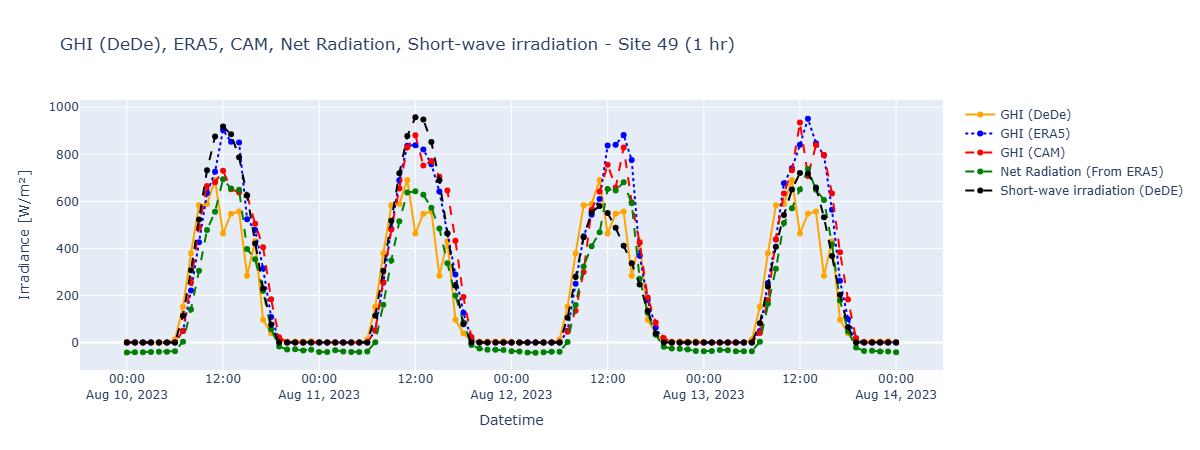 GHI (DeDe), ERA5, CAM, Net Radiation, Short-wave irradiation - Site 49 (1 hr)
1000
800
600
400
200
0
Irradiance [W/m²]
00:00 12:00 00:00 12:00 00:00 12:00 00:00 12:00 00:00
Aug 10, 2023 Aug 11, 2023 Aug 12, 2023 Aug 13, 2023 Aug 14, 2023
Datetime
GHI (DeDe)
GHI (ERA5)
GHI (CAM)
Net Radiation (From ERA5)
Short-wave irradiation (DeDE)